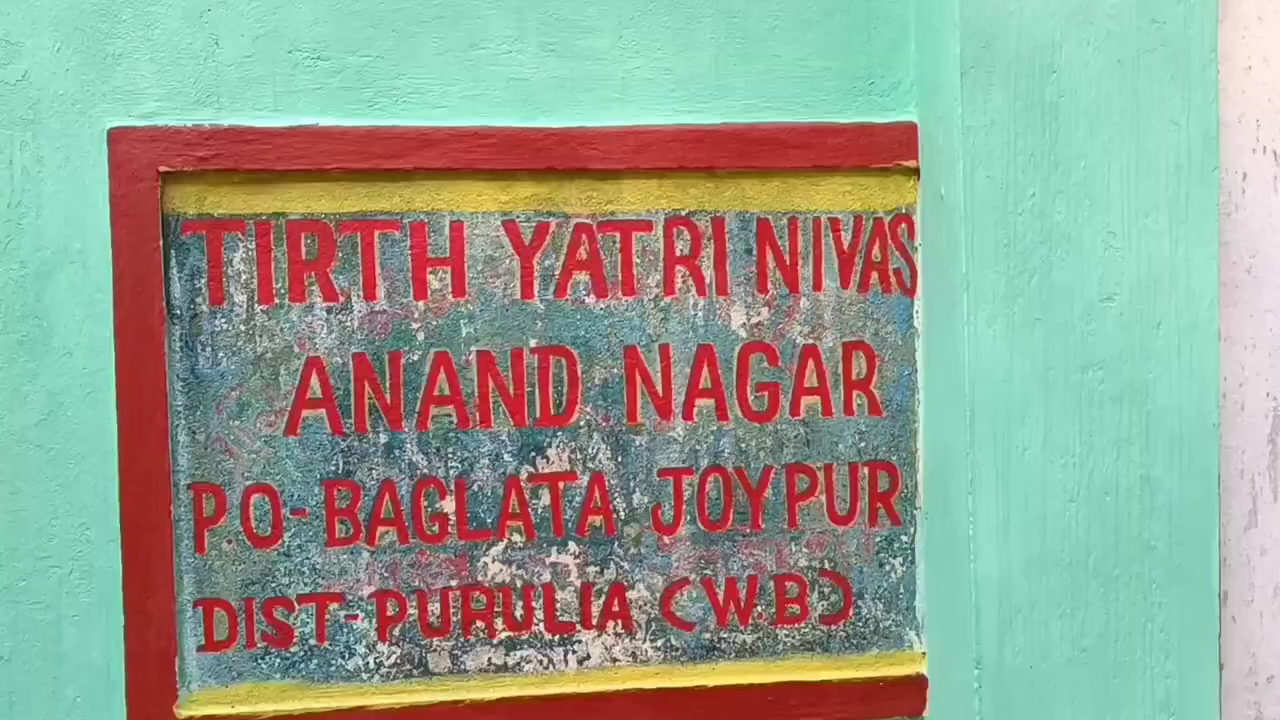 TIRTH YATRI NIVAS
ANAND NAGAR
P.O-BAGLATA JOYPUR
DIST-PURULIA (W.B)